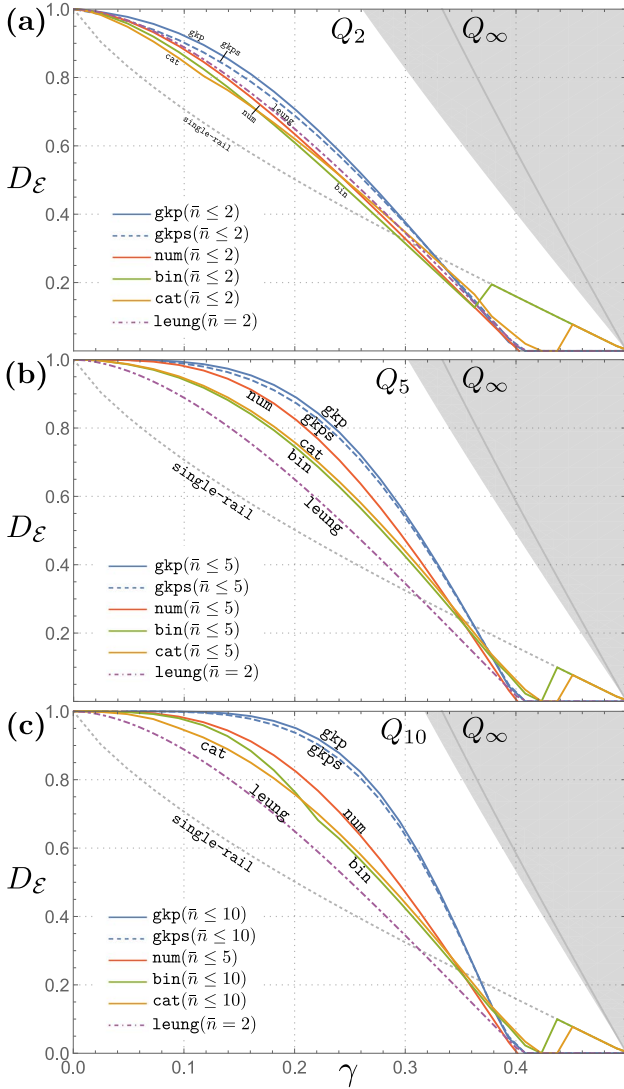 (a)
Q₂
Q∞
1.0
0.8
0.6
0.4
0.2
D_ℰ
gkp
gkps
cat
single-rail
num
leung
bin
gkp(n̄ ≤ 2)
gkps(n̄ ≤ 2)
num(n̄ ≤ 2)
bin(n̄ ≤ 2)
cat(n̄ ≤ 2)
leung(n̄ = 2)
(b)
Q₅
Q∞
1.0
0.8
0.6
0.4
0.2
D_ℰ
gkp
gkps
num
cat
bin
single-rail
leung
gkp(n̄ ≤ 5)
gkps(n̄ ≤ 5)
num(n̄ ≤ 5)
bin(n̄ ≤ 5)
cat(n̄ ≤ 5)
leung(n̄ = 2)
(c)
Q₁₀
Q∞
1.0
0.8
0.6
0.4
0.2
0.0
D_ℰ
gkp
gkps
cat
num
leung
single-rail
bin
gkp(n̄ ≤ 10)
gkps(n̄ ≤ 10)
num(n̄ ≤ 5)
bin(n̄ ≤ 10)
cat(n̄ ≤ 10)
leung(n̄ = 2)
0.0 0.1 0.2 0.3 0.4
γ